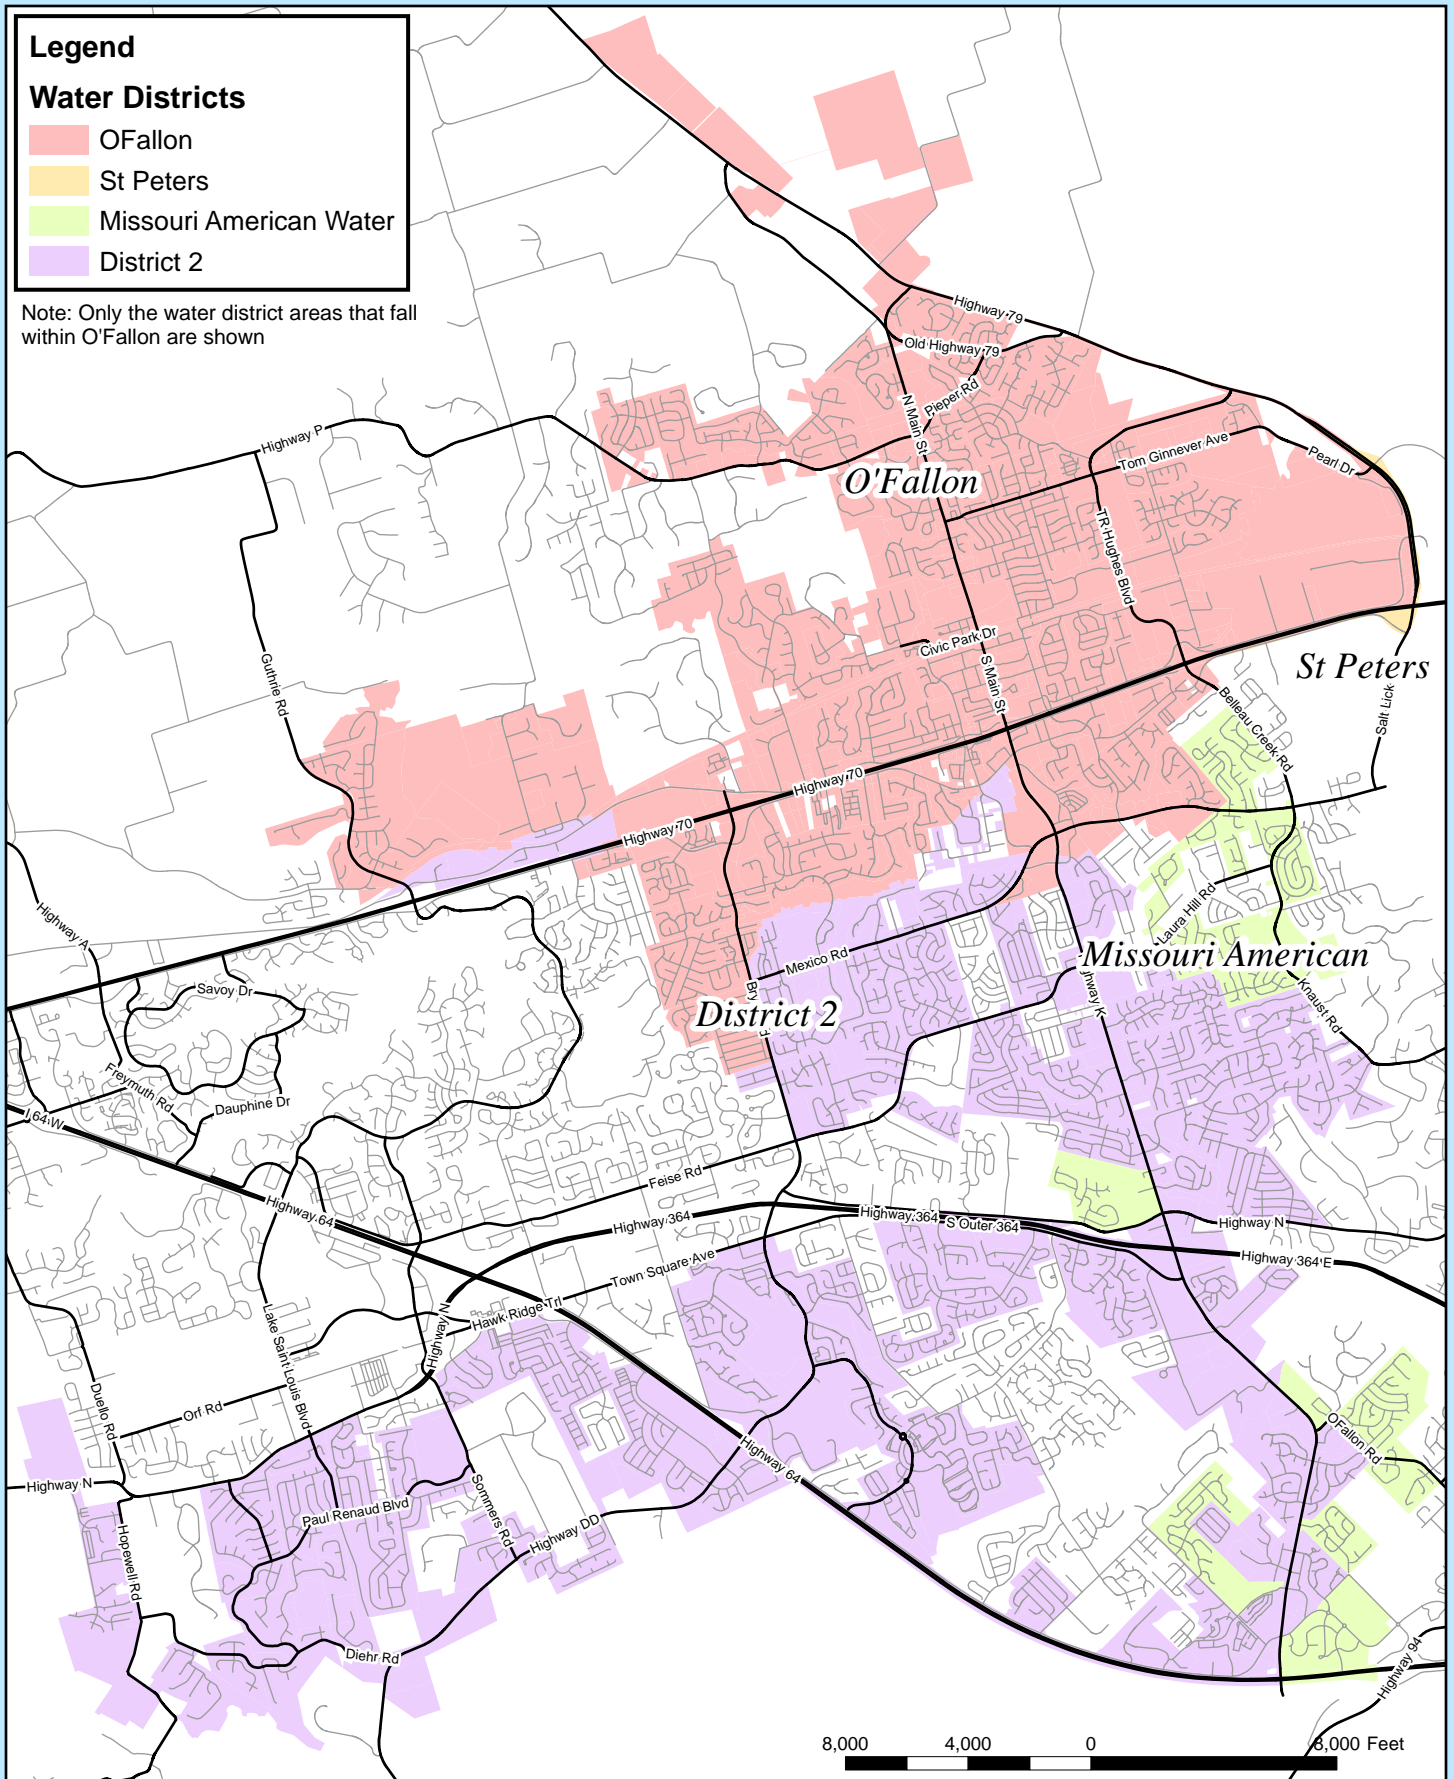 Legend
Water Districts
OFallon
St Peters
Missouri American Water
District 2
Note: Only the water district areas that fall
within O'Fallon are shown
Highway 79
Old Highway 79
Pieper Rd
N Main St
Highway P
Tom Ginnever Ave
Pearl Dr
O'Fallon
TR Hughes Blvd
Civic Park Dr
S Main St
Guthrie Rd
St Peters
Belleau Creek Rd
Salt Lick
Highway 70
Highway 70
Laura Hill Rd
Highway A
Mexico Rd
Missouri American
Savoy Dr
District 2
Knaust Rd
Freymuth Rd
Dauphine Dr
I 64 W
Feise Rd
Highway 64
Highway 364
Highway 364
S Outer 364
Highway N
Highway 364 E
Town Square Ave
Hawk Ridge Trl
Highway N
Lake Saint Louis Blvd
Duello Rd
Orf Rd
OFallon Rd
Highway 64
Highway N
Paul Renaud Blvd
Sommers Rd
Highway DD
Hopewell Rd
Diehr Rd
Highway 94
8,000 4,000 0 8,000 Feet